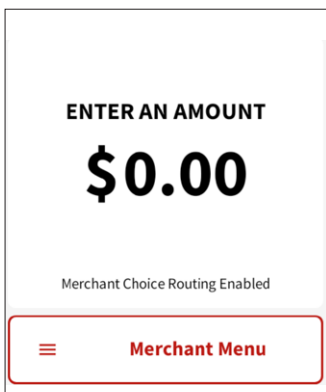 ENTER AN AMOUNT
$0.00
Merchant Choice Routing Enabled
Merchant Menu